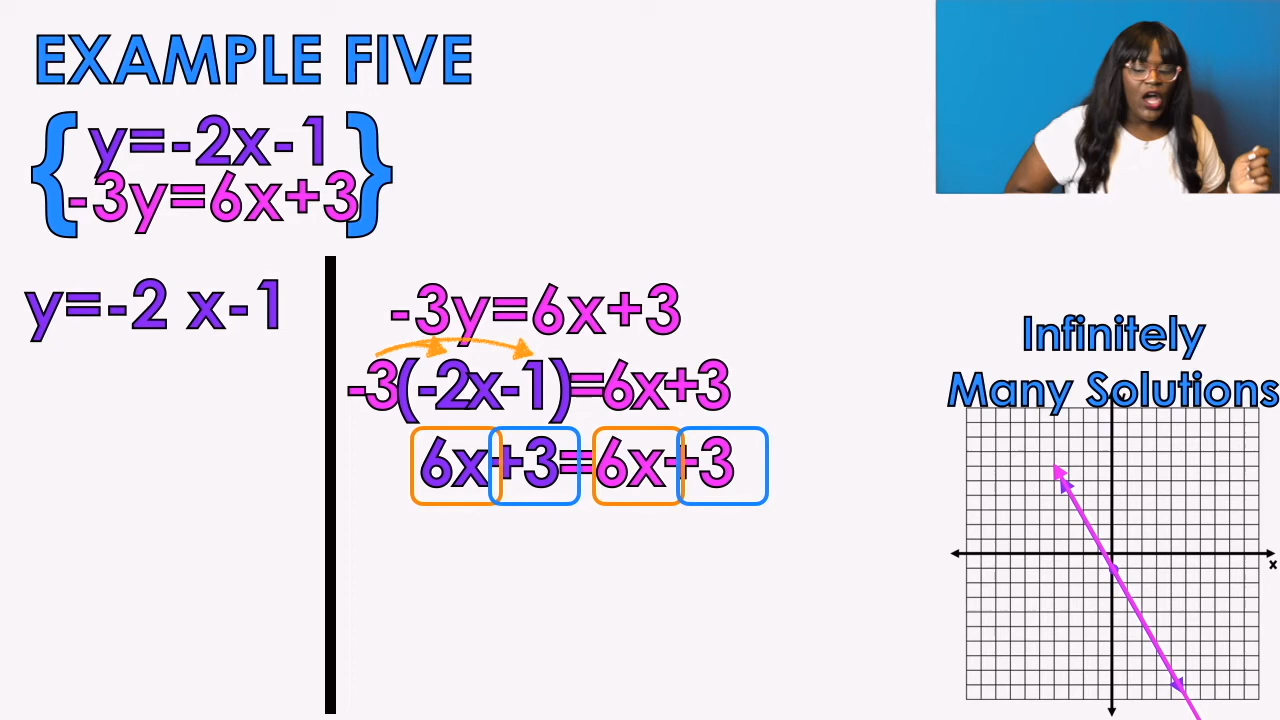 EXAMPLE FIVE
{y=-2x-1
-3y=6x+3}
y=-2 x-1
-3y=6x+3
-3(-2x-1)=6x+3
6x+3=6x+3
Infinitely
Many Solutions
x